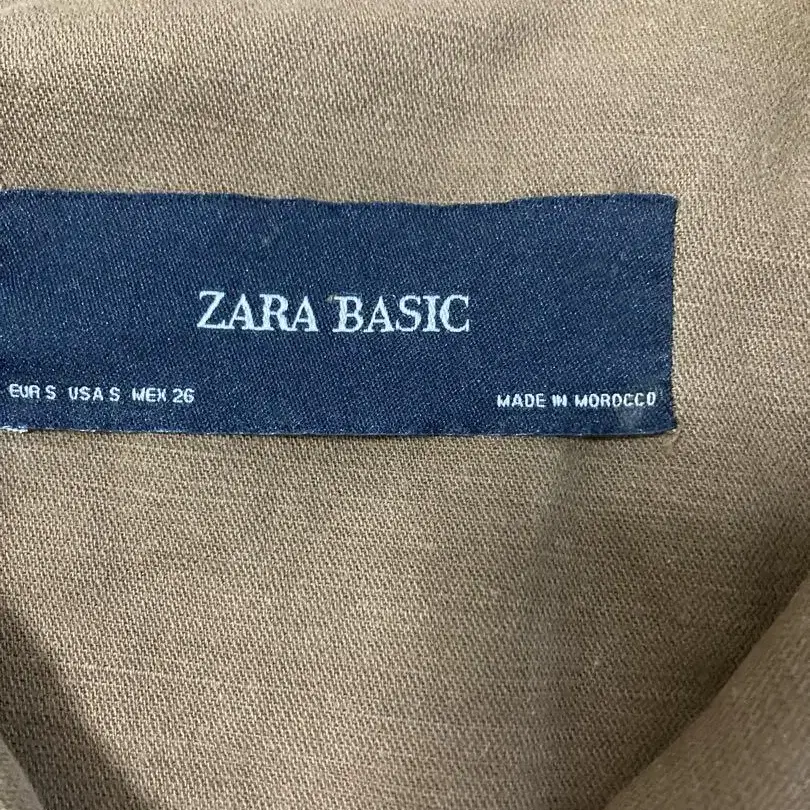 ZARA BASIC
EUR S USA S MEX 26
MADE IN MOROCCO